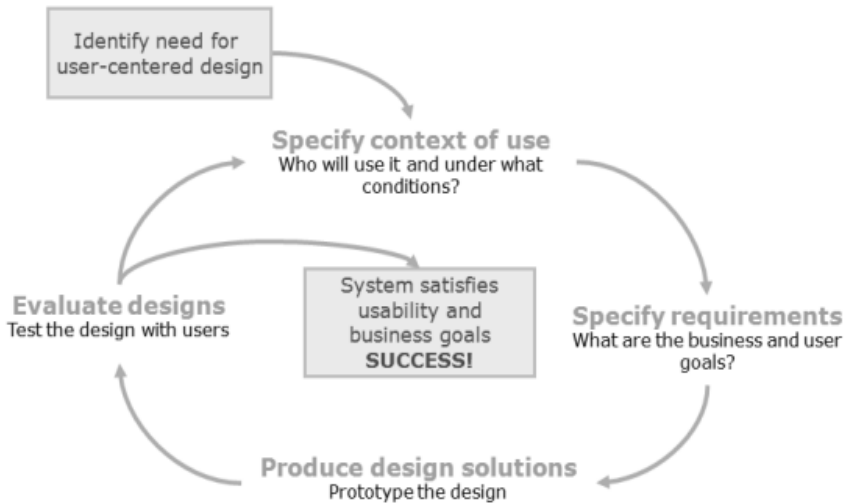 Identify need for
user-centered design
Specify context of use
Who will use it and under what
conditions?
Specify requirements
What are the business and user
goals?
Produce design solutions
Prototype the design
Evaluate designs
Test the design with users
System satisfies
usability and
business goals
SUCCESS!